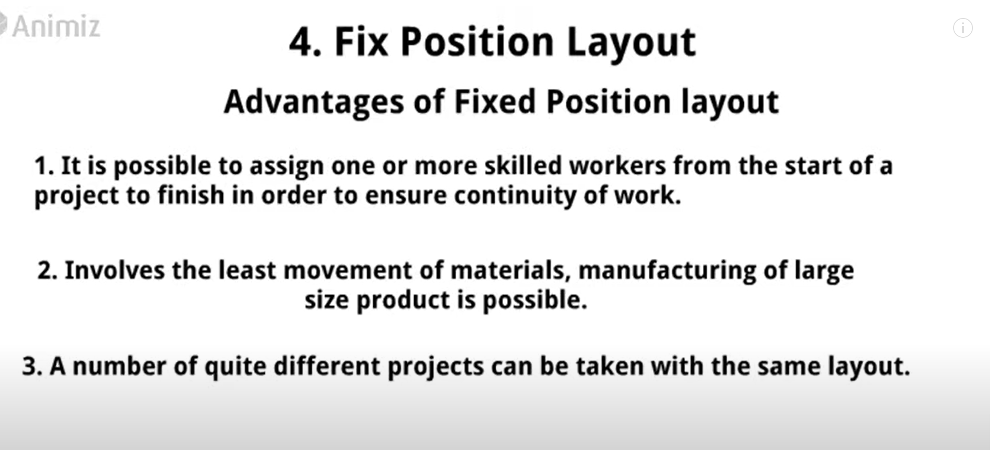 Animiz
4. Fix Position Layout
Advantages of Fixed Position layout
1. It is possible to assign one or more skilled workers from the start of a
project to finish in order to ensure continuity of work.
2. Involves the least movement of materials, manufacturing of large
size product is possible.
3. A number of quite different projects can be taken with the same layout.